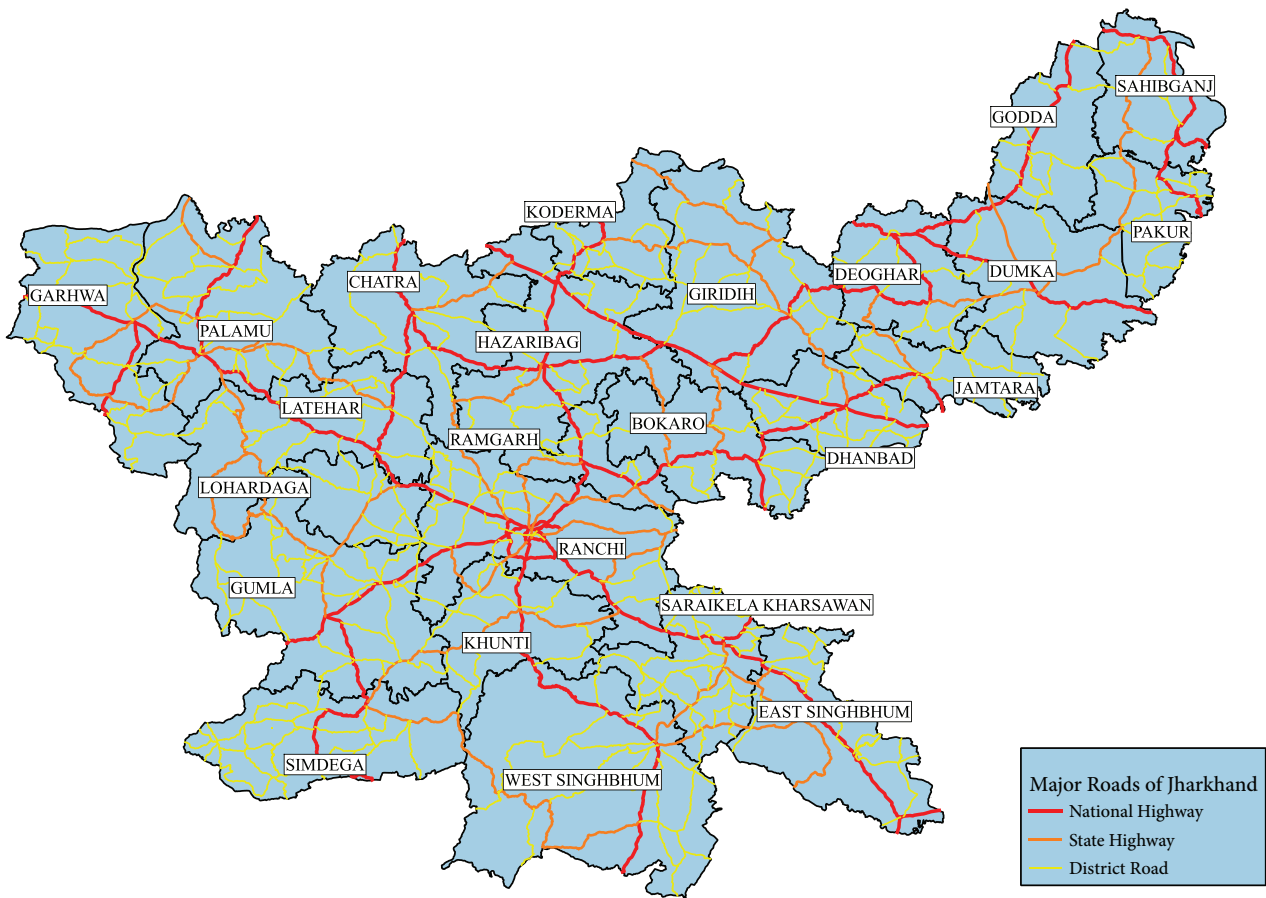 SAHIBGANJ
GODDA
KODERMA
PAKUR
CHATRA
DEOGHAR
DUMKA
GARHWA
GIRIDIH
PALAMU
HAZARIBAG
JAMTARA
LATEHAR
BOKARO
RAMGARH
DHANBAD
LOHARDAGA
RANCHI
GUMLA
SARAIKELA KHARSAWAN
KHUNTI
EAST SINGHBHUM
SIMDEGA
WEST SINGHBHUM
Major Roads of Jharkhand
National Highway
State Highway
District Road